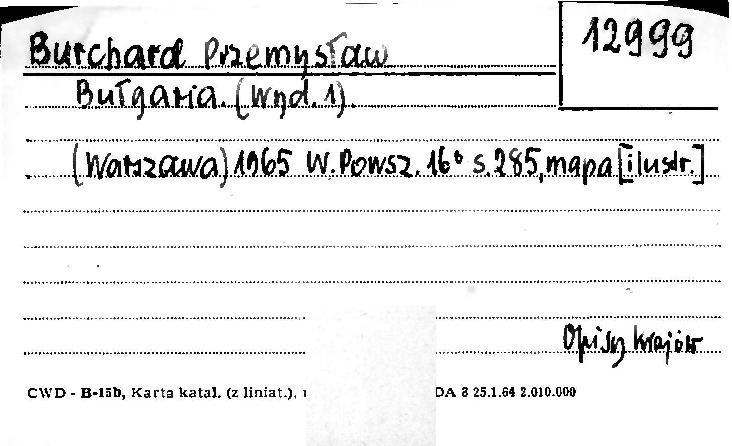 12999
Burchard Przemysław
Bułgaria. (Wyd. 1).
(Warszawa) 1965 W. Powsz. 16° s. 285, mapa [ilustr.]
Opisy krajów
CWD - B-15b, Karta katal. (z liniat.), DA 3 25.1.64 2.010.000